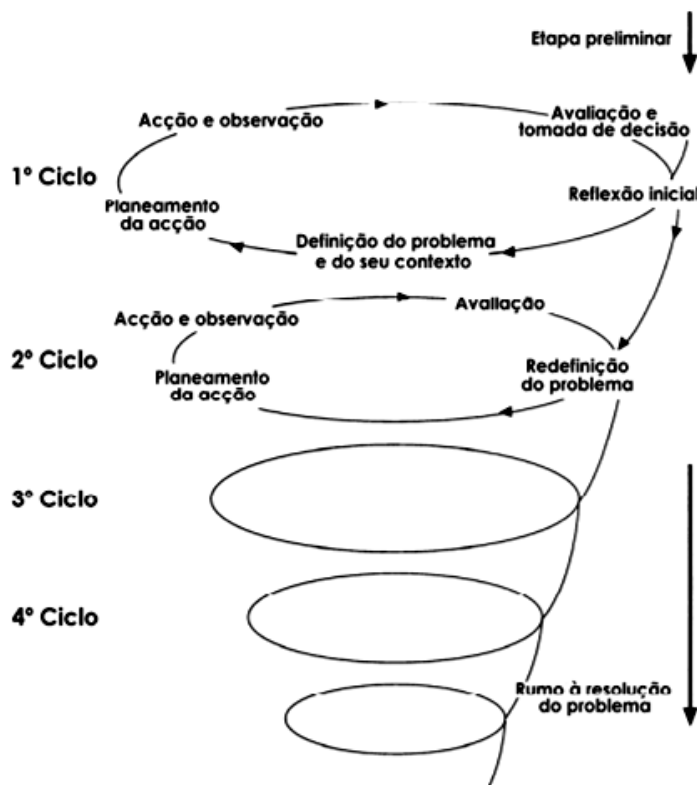 Etapa preliminar
Acção e observação
Avaliação e
tomada de decisão
1º Ciclo
Reflexão inicial
Planeamento
da acção
Definição do problema
e do seu contexto
Acção e observação
Avaliação
2º Ciclo
Planeamento
da acção
Redefinição
do problema
3º Ciclo
4º Ciclo
Rumo à resolução
do problema